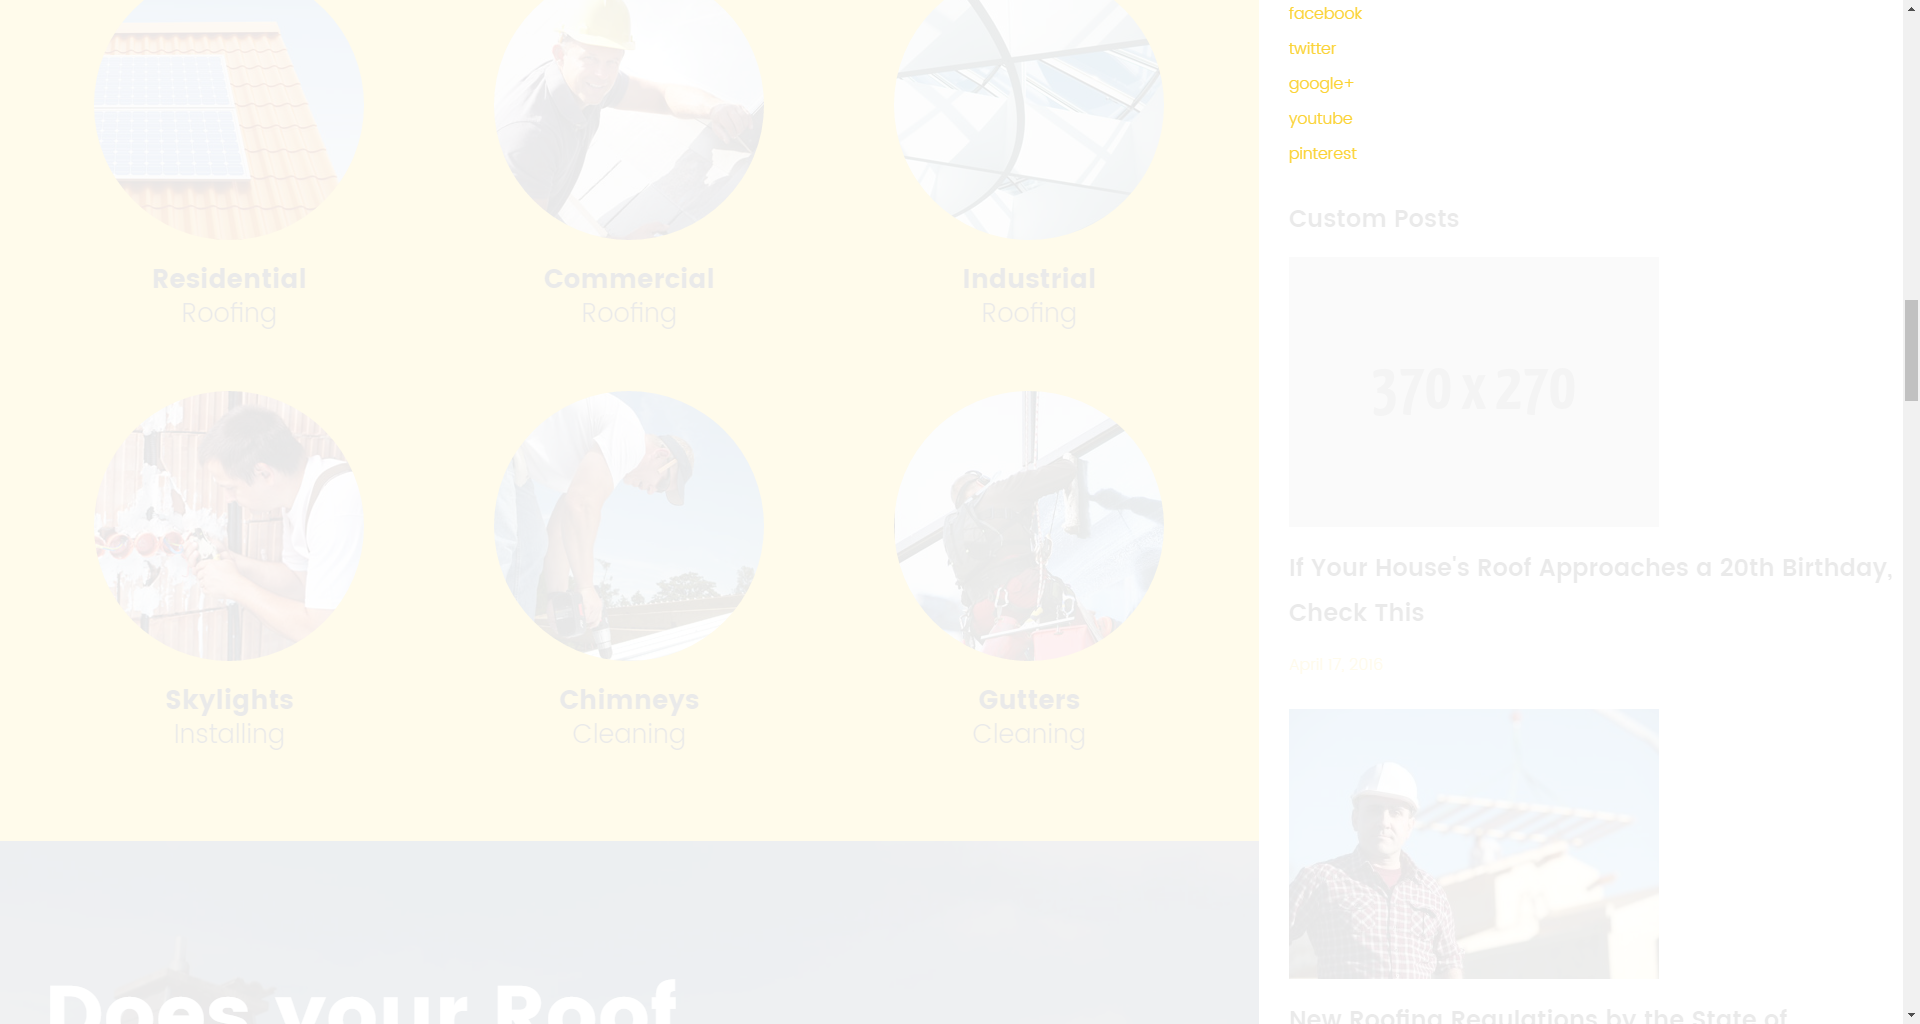 Residential
Roofing
Commercial
Roofing
Industrial
Roofing
Skylights
Installing
Chimneys
Cleaning
Gutters
Cleaning
Does your Roof
facebook
twitter
google+
youtube
pinterest
Custom Posts
370 x 270
If Your House's Roof Approaches a 20th Birthday,
Check This
April 17, 2016
New Roofing Regulations by the State of